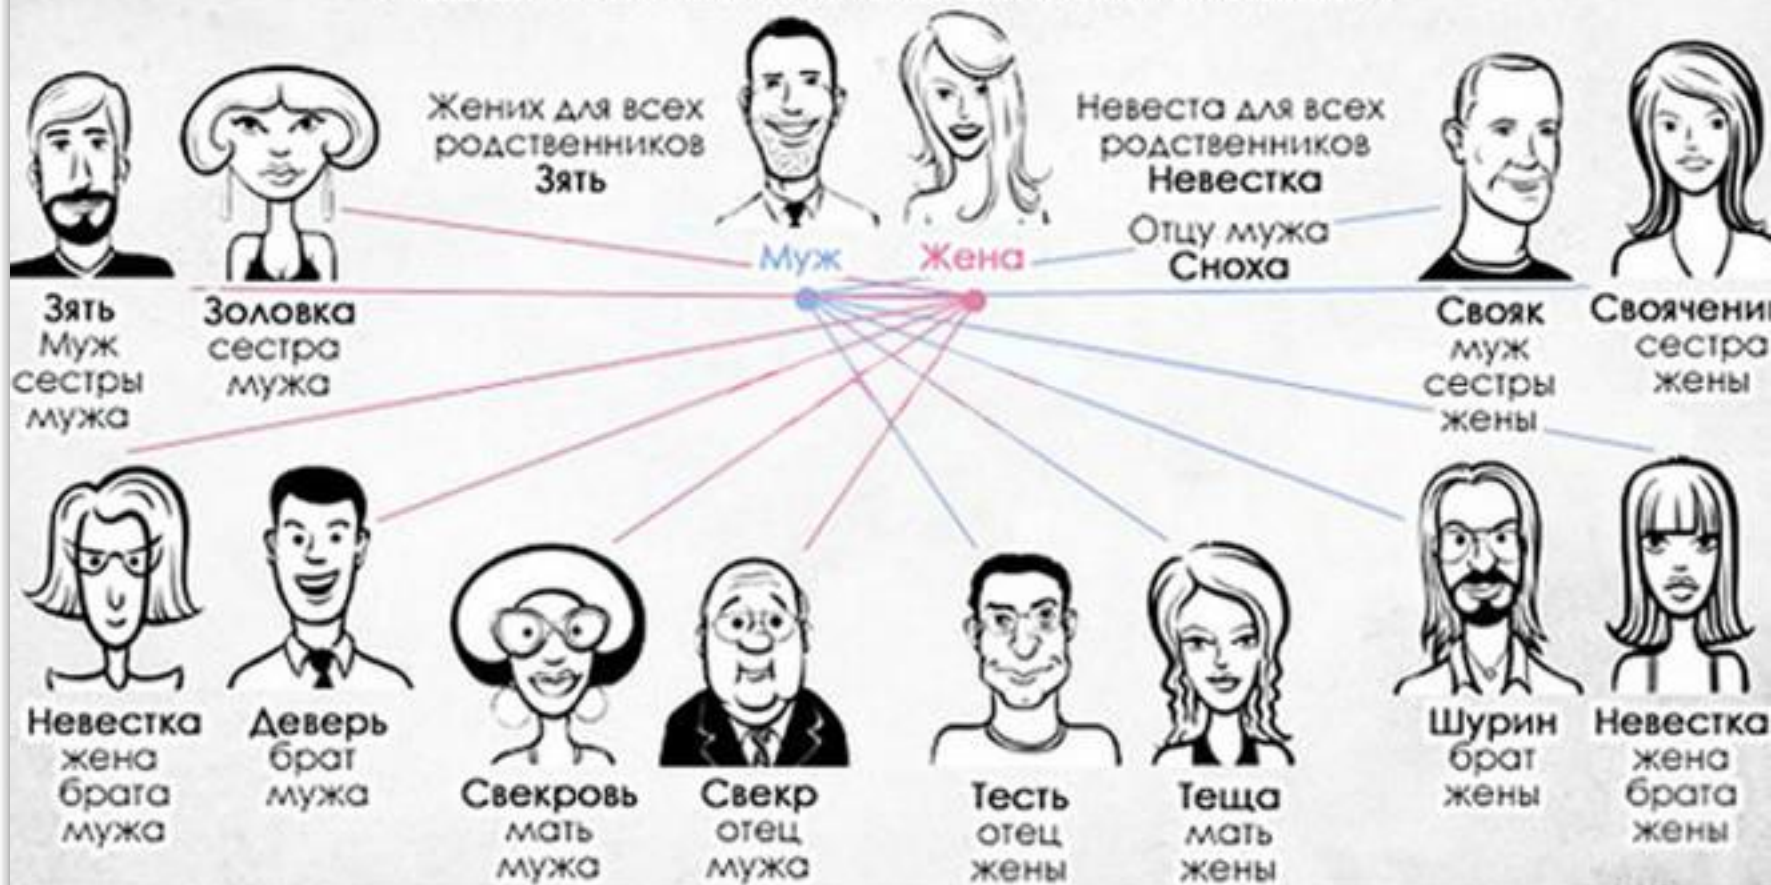 Жених для всех
родственников
Зять
Невеста для всех
родственников
Невестка
Отцу мужа
Сноха
Муж
Жена
Зять
Муж
сестры
мужа
Золовка
сестра
мужа
Свояк
муж
сестры
жены
сестра
жены
Невестка
жена
брата
мужа
Деверь
брат
мужа
Свекровь
мать
мужа
Свекр
отец
мужа
Тесть
отец
жены
Теща
мать
жены
Шурин
брат
жены
Невестка
жена
брата
жены